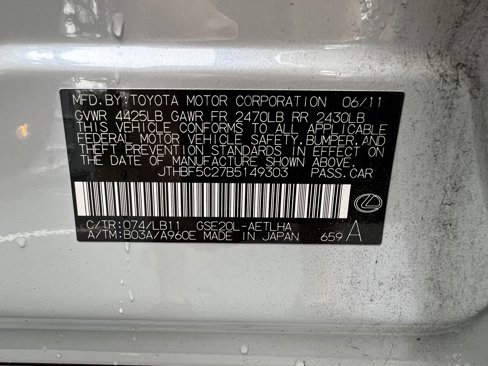 MFD.BY:TOYOTA MOTOR CORPORATION 06/11
GVWR 4425LB GAWR FR 2470LB RR 2430LB
THIS VEHICLE CONFORMS TO ALL APPLICABLE
FEDERAL MOTOR VEHICLE SAFETY,BUMPER,AND
THEFT PREVENTION STANDARDS IN EFFECT ON
THE DATE OF MANUFACTURE SHOWN ABOVE.
JTHBF5C27B5149303 PASS.CAR
C/TR:074/LB11 GSE20L-AETLHA
A/TM:B03A/A960E MADE IN JAPAN 659 A